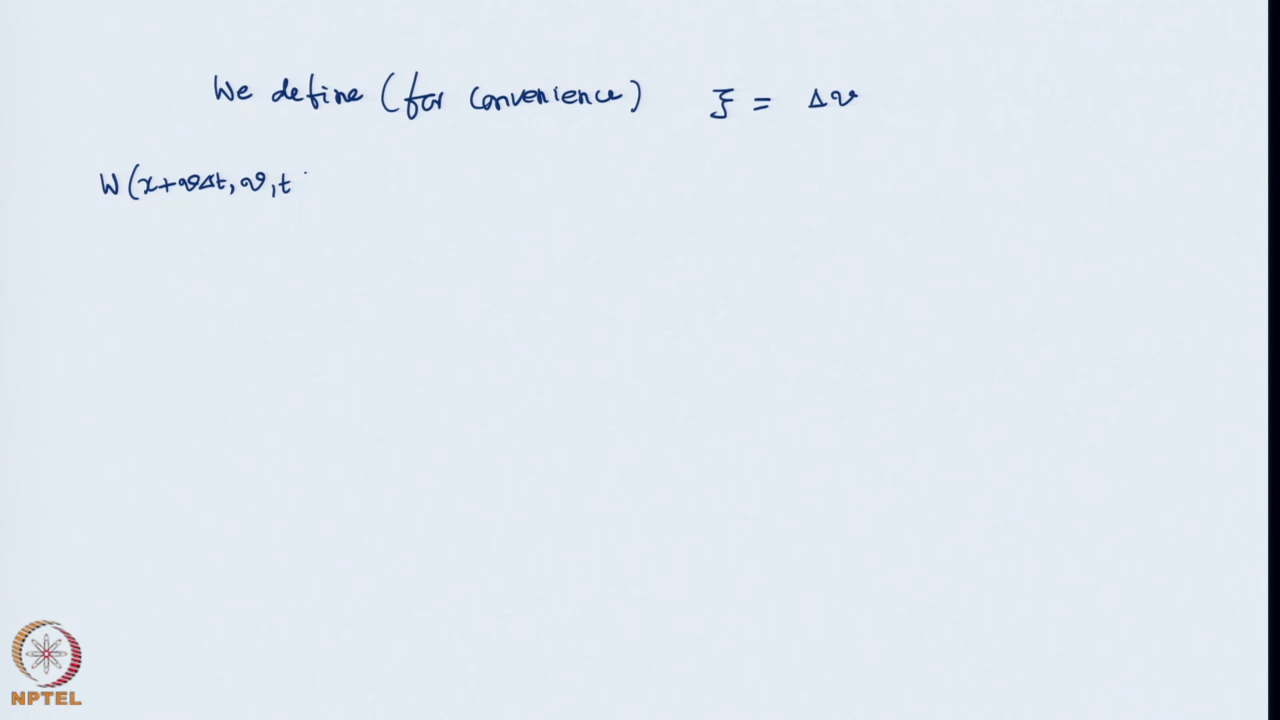 We define (for convenience) ξ = Δv
W(x+vΔt, v, t
NPTEL